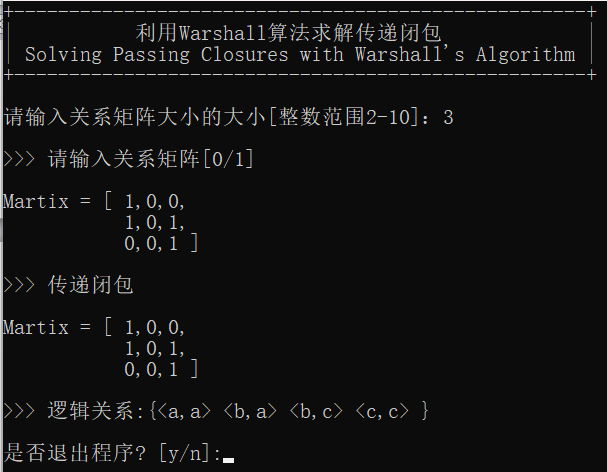 +-----------------------------------------------------+
| 利用Warshall算法求解传递闭包 |
| Solving Passing Closures with Warshall's Algorithm |
+-----------------------------------------------------+
请输入关系矩阵大小的大小[整数范围2-10]: 3
>>> 请输入关系矩阵[0/1]
Martix = [ 1,0,0,
1,0,1,
0,0,1 ]
>>> 传递闭包
Martix = [ 1,0,0,
1,0,1,
0,0,1 ]
>>> 逻辑关系:{<a,a> <b,a> <b,c> <c,c> }
是否退出程序? [y/n]: